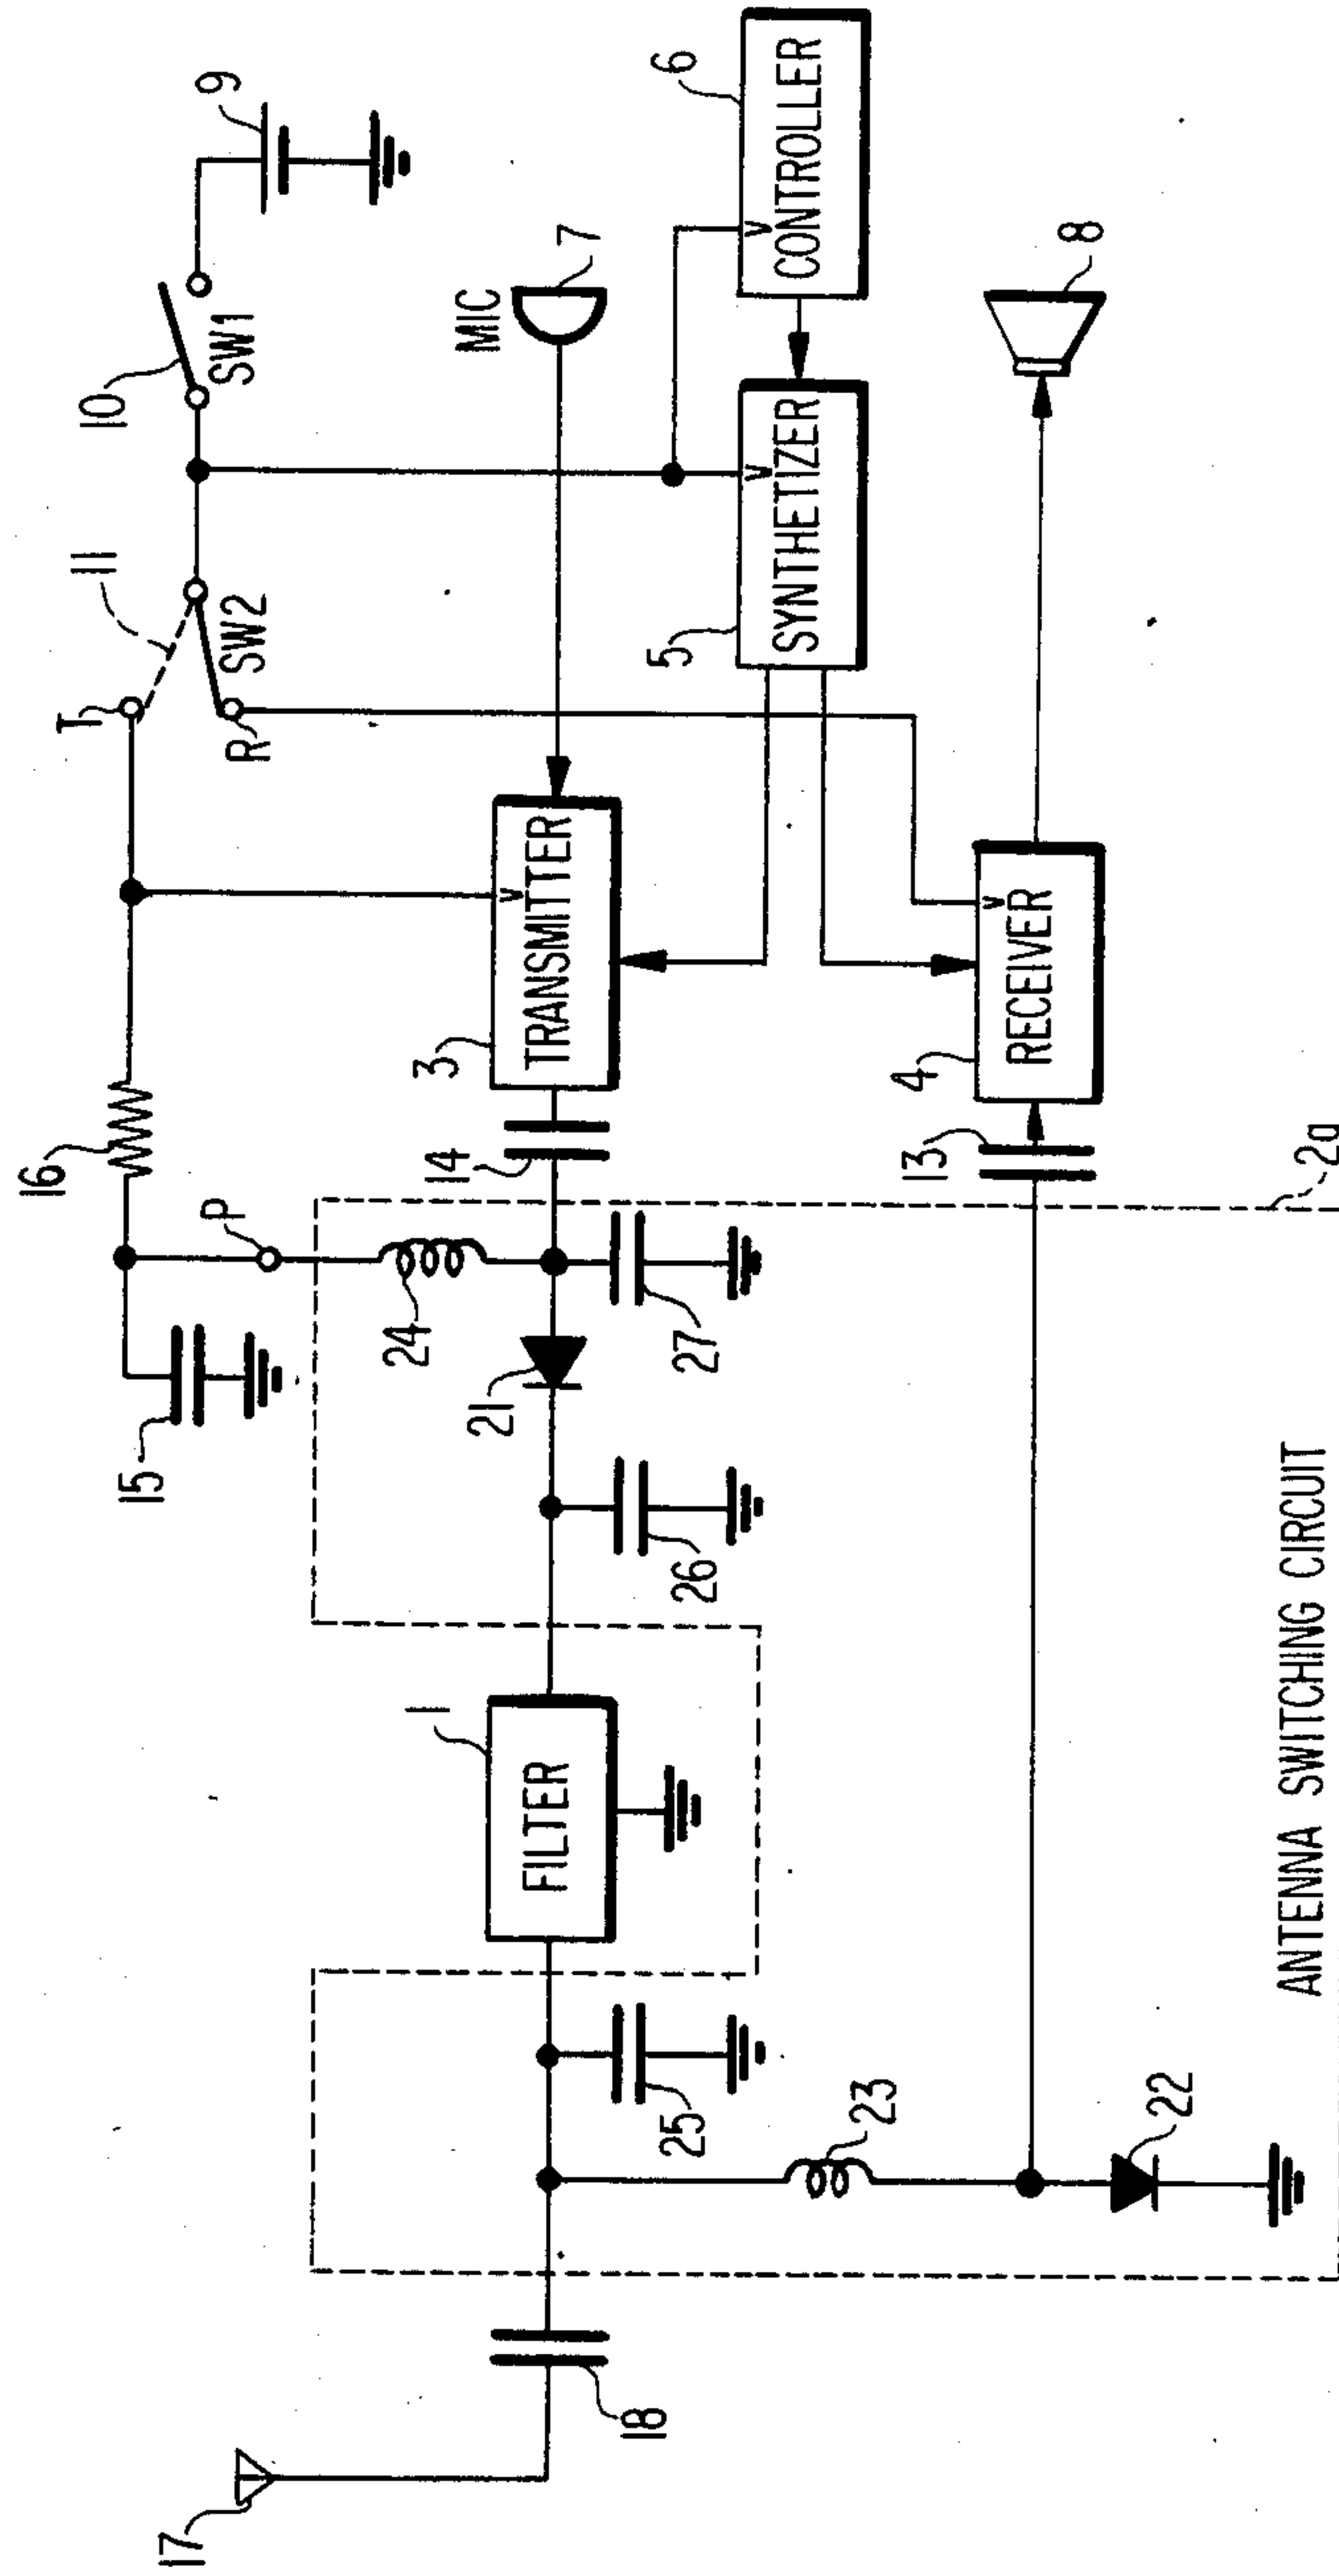 16
T
11
10
9
15
17
P
R
SW2
SW1
24
1
3
14
MIC
7
21
V
FILTER
TRANSMITTER
18
25
26
27
5
6
V
V
SYNTHETIZER
CONTROLLER
23
13
4
V
RECEIVER
8
22
ANTENNA SWITCHING CIRCUIT
2a